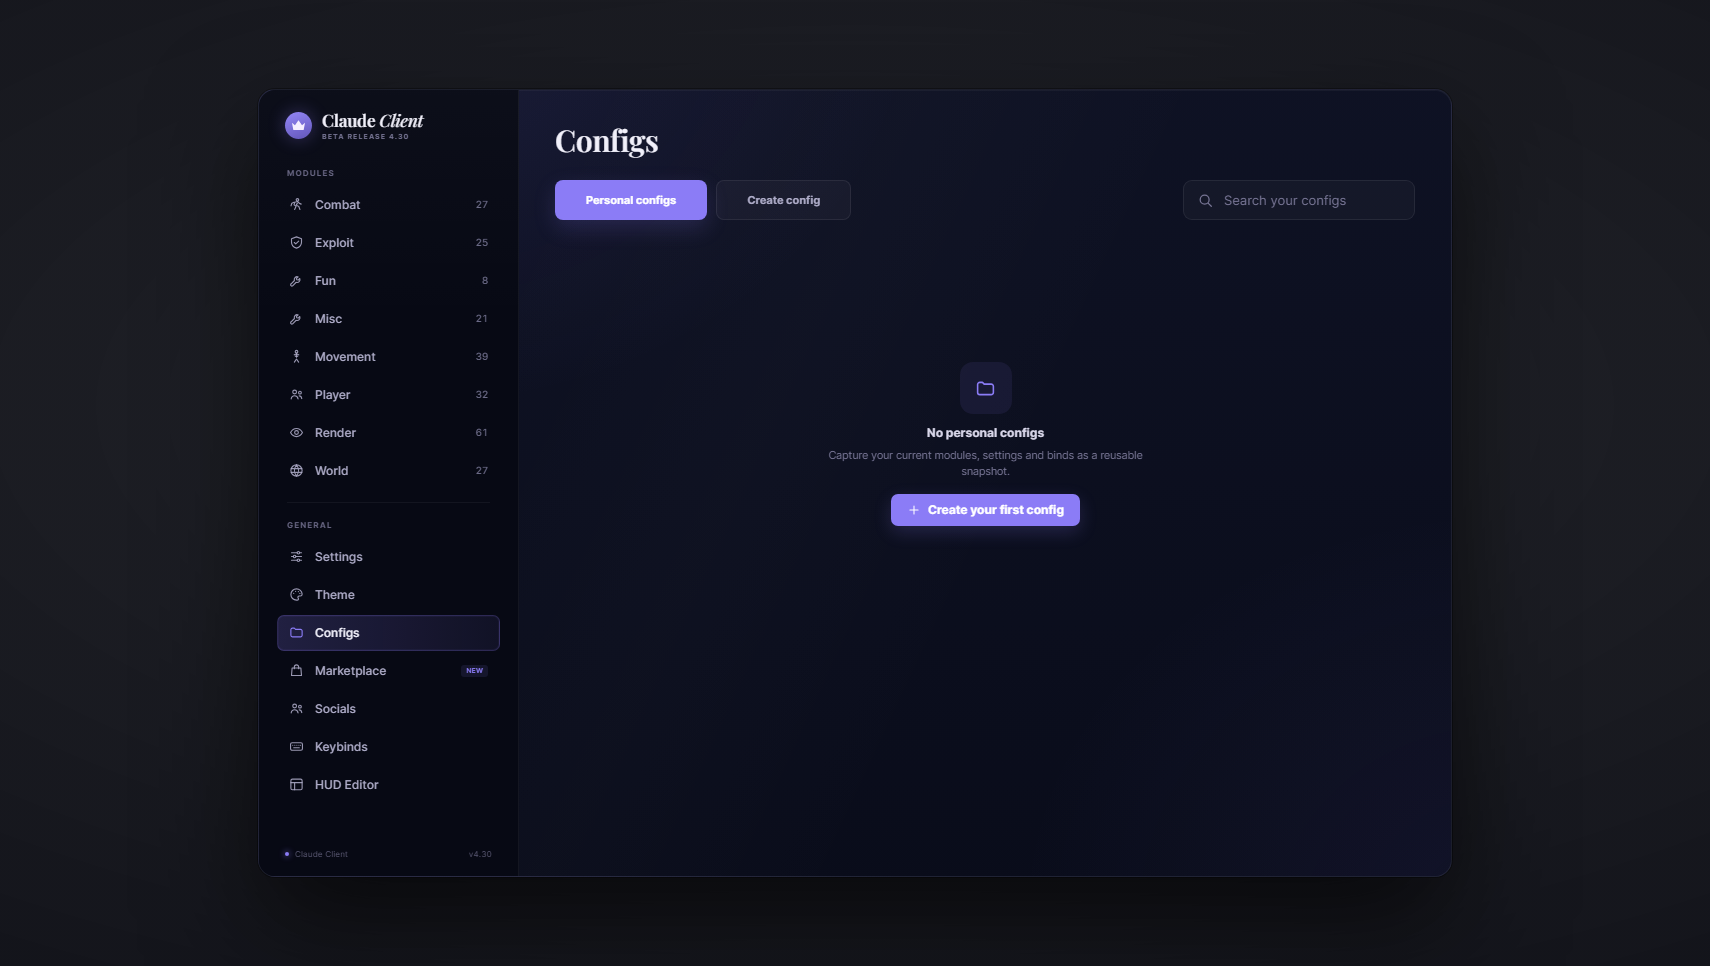 Claude Client
BETA RELEASE 4.30
MODULES
Combat 27
Exploit 25
Fun 8
Misc 21
Movement 39
Player 32
Render 61
World 27
GENERAL
Settings
Theme
Configs
Marketplace NEW
Socials
Keybinds
HUD Editor
Claude Client v4.30
Configs
Personal configs Create config Search your configs
No personal configs
Capture your current modules, settings and binds as a reusable
snapshot.
Create your first config